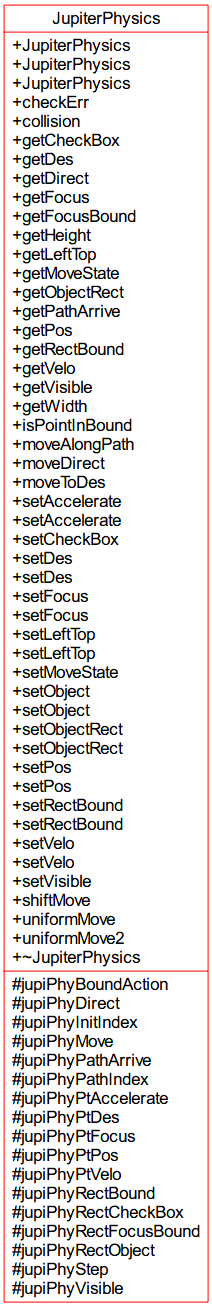 JupiterPhysics
+JupiterPhysics
+JupiterPhysics
+JupiterPhysics
+checkErr
+collision
+getCheckBox
+getDes
+getDirect
+getFocus
+getFocusBound
+getHeight
+getLeftTop
+getMoveState
+getObjectRect
+getPathArrive
+getPos
+getRectBound
+getVelo
+getVisible
+getWidth
+isPointInBound
+moveAlongPath
+moveDirect
+moveToDes
+setAccelerate
+setAccelerate
+setCheckBox
+setDes
+setDes
+setFocus
+setFocus
+setLeftTop
+setLeftTop
+setMoveState
+setObject
+setObject
+setObjectRect
+setObjectRect
+setPos
+setPos
+setRectBound
+setRectBound
+setVelo
+setVelo
+setVisible
+shiftMove
+uniformMove
+uniformMove2
+~JupiterPhysics
#jupiPhyBoundAction
#jupiPhyDirect
#jupiPhyInitIndex
#jupiPhyMove
#jupiPhyPathArrive
#jupiPhyPathIndex
#jupiPhyPtAccelerate
#jupiPhyPtDes
#jupiPhyPtFocus
#jupiPhyPtPos
#jupiPhyPtVelo
#jupiPhyRectBound
#jupiPhyRectCheckBox
#jupiPhyRectFocusBound
#jupiPhyRectObject
#jupiPhyStep
#jupiPhyVisible